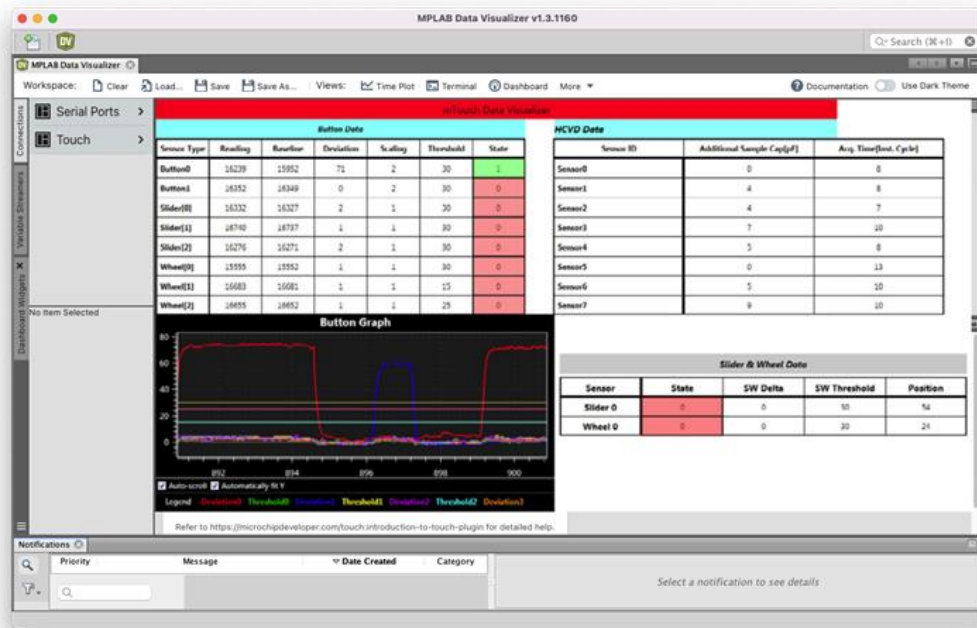 MPLAB Data Visualizer v1.3.1160
DV
Search (⌘+I)
MPLAB Data Visualizer
Workspace: Clear Load... Save Save As... Views: Time Plot Terminal Dashboard More Documentation Use Dark Theme
Connections
Variable Streamers
Dashboard Widgets
Serial Ports
Touch
No Item Selected
mTouch Data Visualizer
Button Data
Sensor Type Reading Baseline Deviation Scaling Threshold State
Button0 16239 15952 71 2 30 1
Button1 16352 16349 0 2 30 0
Slider[0] 16332 16327 2 1 30 0
Slider[1] 16740 16737 1 1 30 0
Slider[2] 16276 16271 2 1 30 0
Wheel[0] 15555 15552 1 1 30 0
Wheel[1] 16683 16681 1 1 15 0
Wheel[2] 16655 16652 1 1 25 0
HCVD Data
Sensor ID Additional Sample Cap[pF] Acq. Time[Inst. Cycle]
Sensor0 0 8
Sensor1 4 8
Sensor2 4 7
Sensor3 7 10
Sensor4 5 8
Sensor5 0 13
Sensor6 5 10
Sensor7 9 10
Button Graph
80
60
40
20
0
892 894 896 898 900
Auto-scroll Automatically fit Y
Legend Deviation0 Threshold0 Threshold1 Deviation2 Threshold2 Deviation3
Slider & Wheel Data
Sensor State SW Delta SW Threshold Position
Slider 0 0 0 54
Wheel 0 0 0 30 24
Refer to https://microchipdeveloper.com/touch:introduction-to-touch-plugin for detailed help.
Notifications
Priority Message Date Created Category
Select a notification to see details